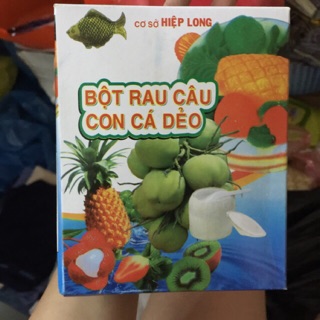 CƠ SỞ HIỆP LONG
BỘT RAU CÂU
CON CÁ DẺO